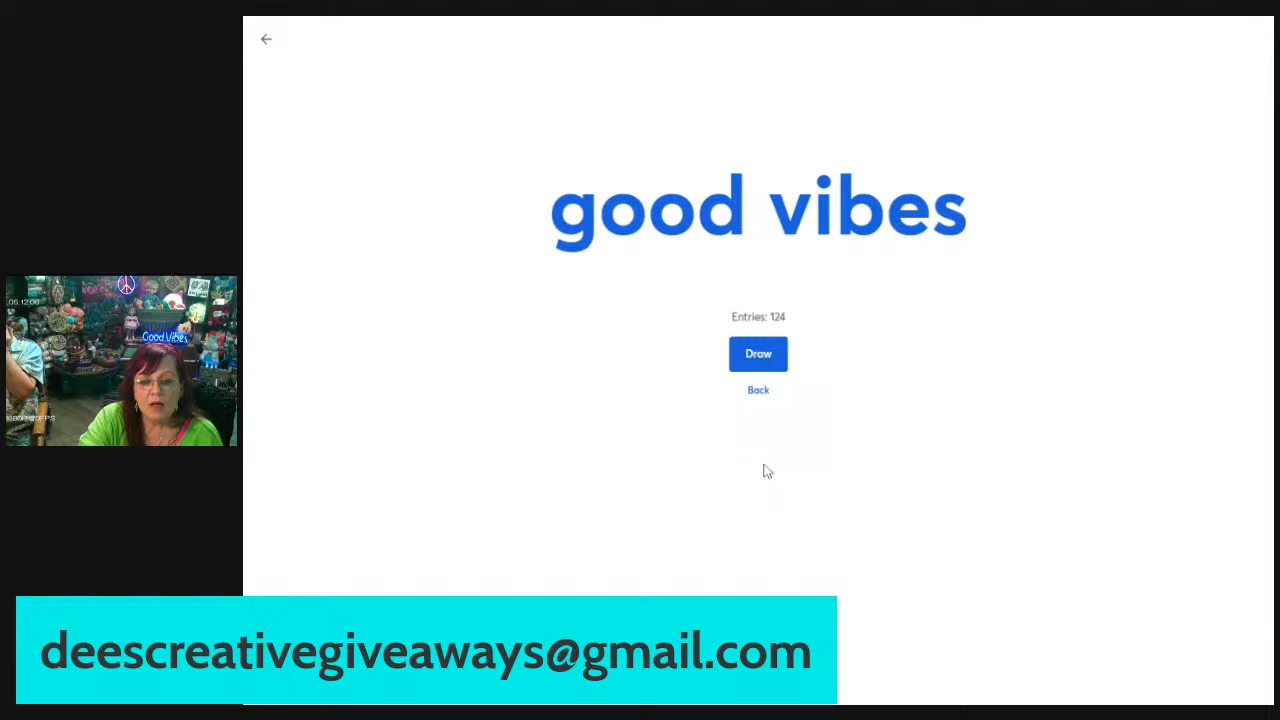 good vibes
Entries: 124
Draw
Back
Good Vibes
deescreativegiveaways@gmail.com